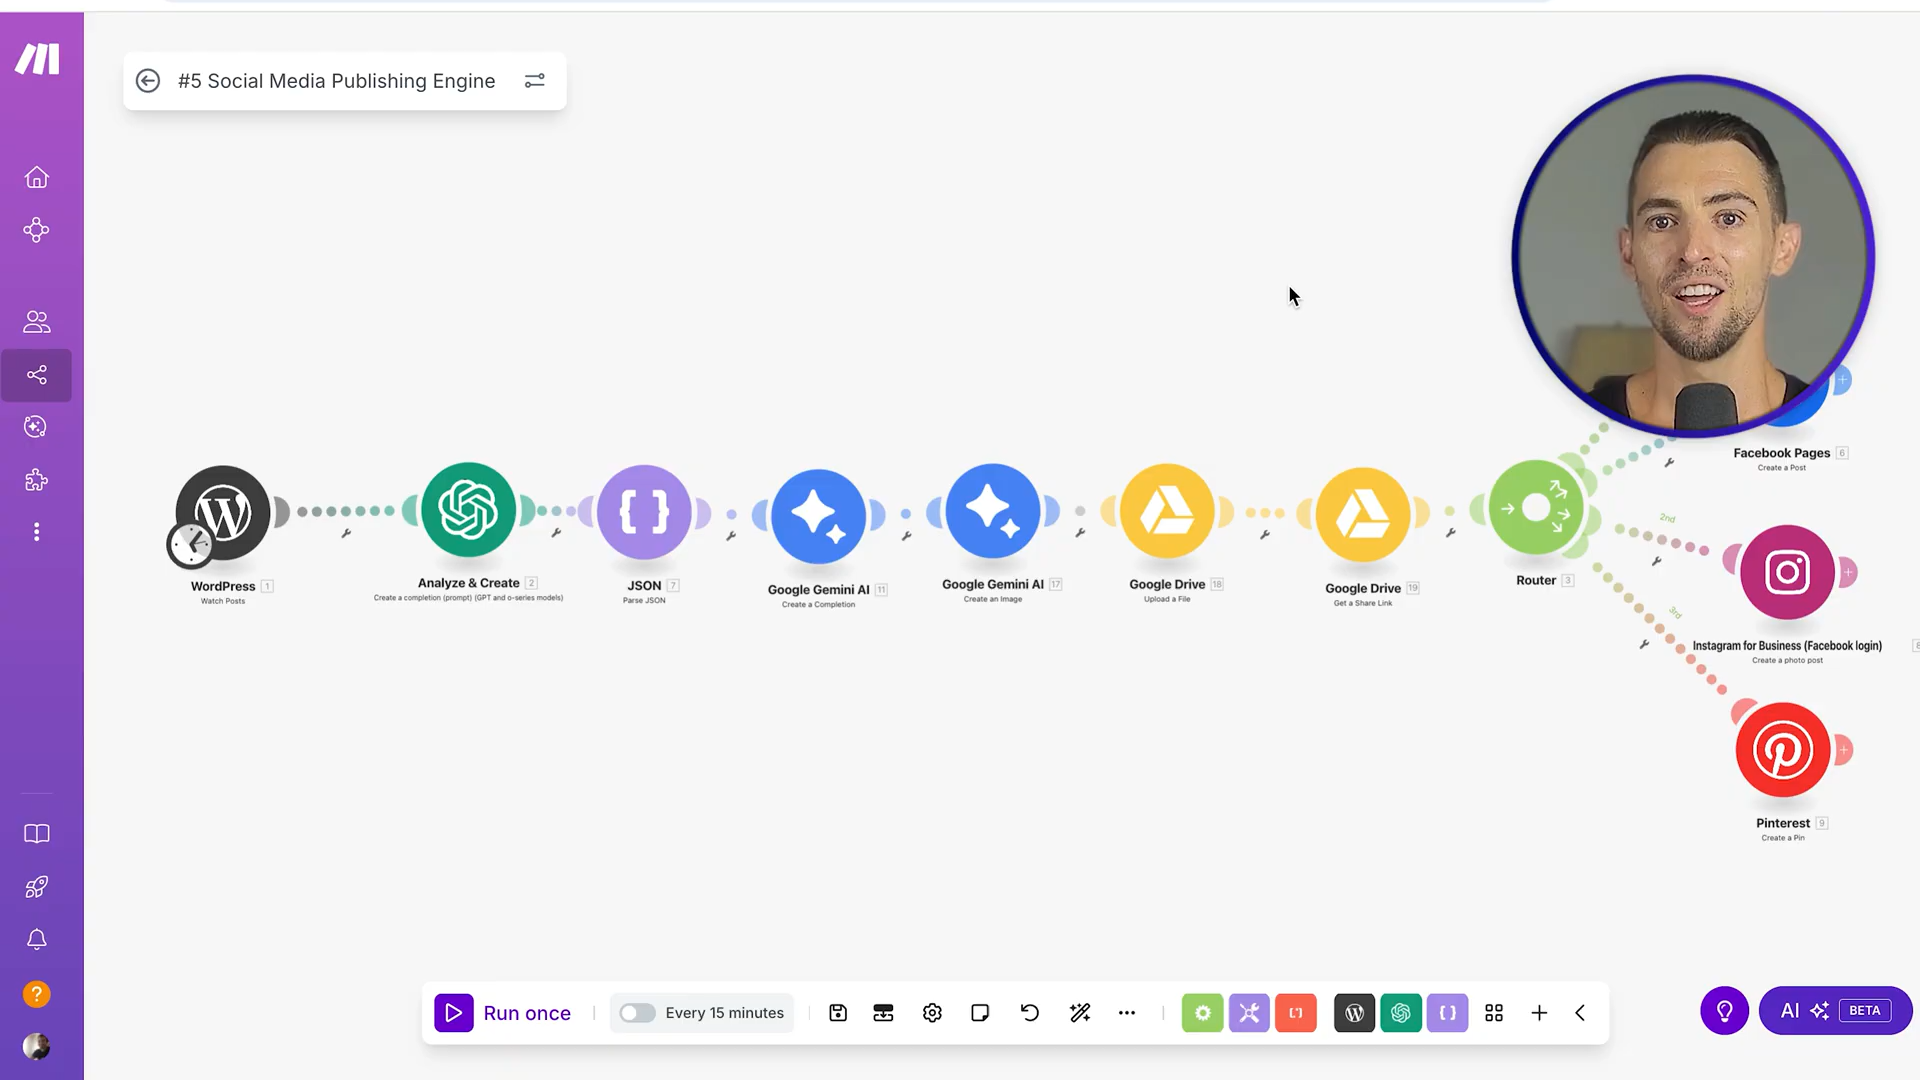 #5 Social Media Publishing Engine
WordPress 1
Watch Posts
Analyze & Create 2
Create a completion (prompt) (GPT and o-series models)
JSON 7
Parse JSON
Google Gemini AI 11
Create a Completion
Google Gemini AI 17
Create an Image
Google Drive 18
Upload a File
Google Drive 19
Get a Share Link
Router 3
Facebook Pages 6
Create a Post
2nd
Instagram for Business (Facebook login)
Create a photo post
3rd
Pinterest 9
Create a Pin
Run once
Every 15 minutes
AI BETA